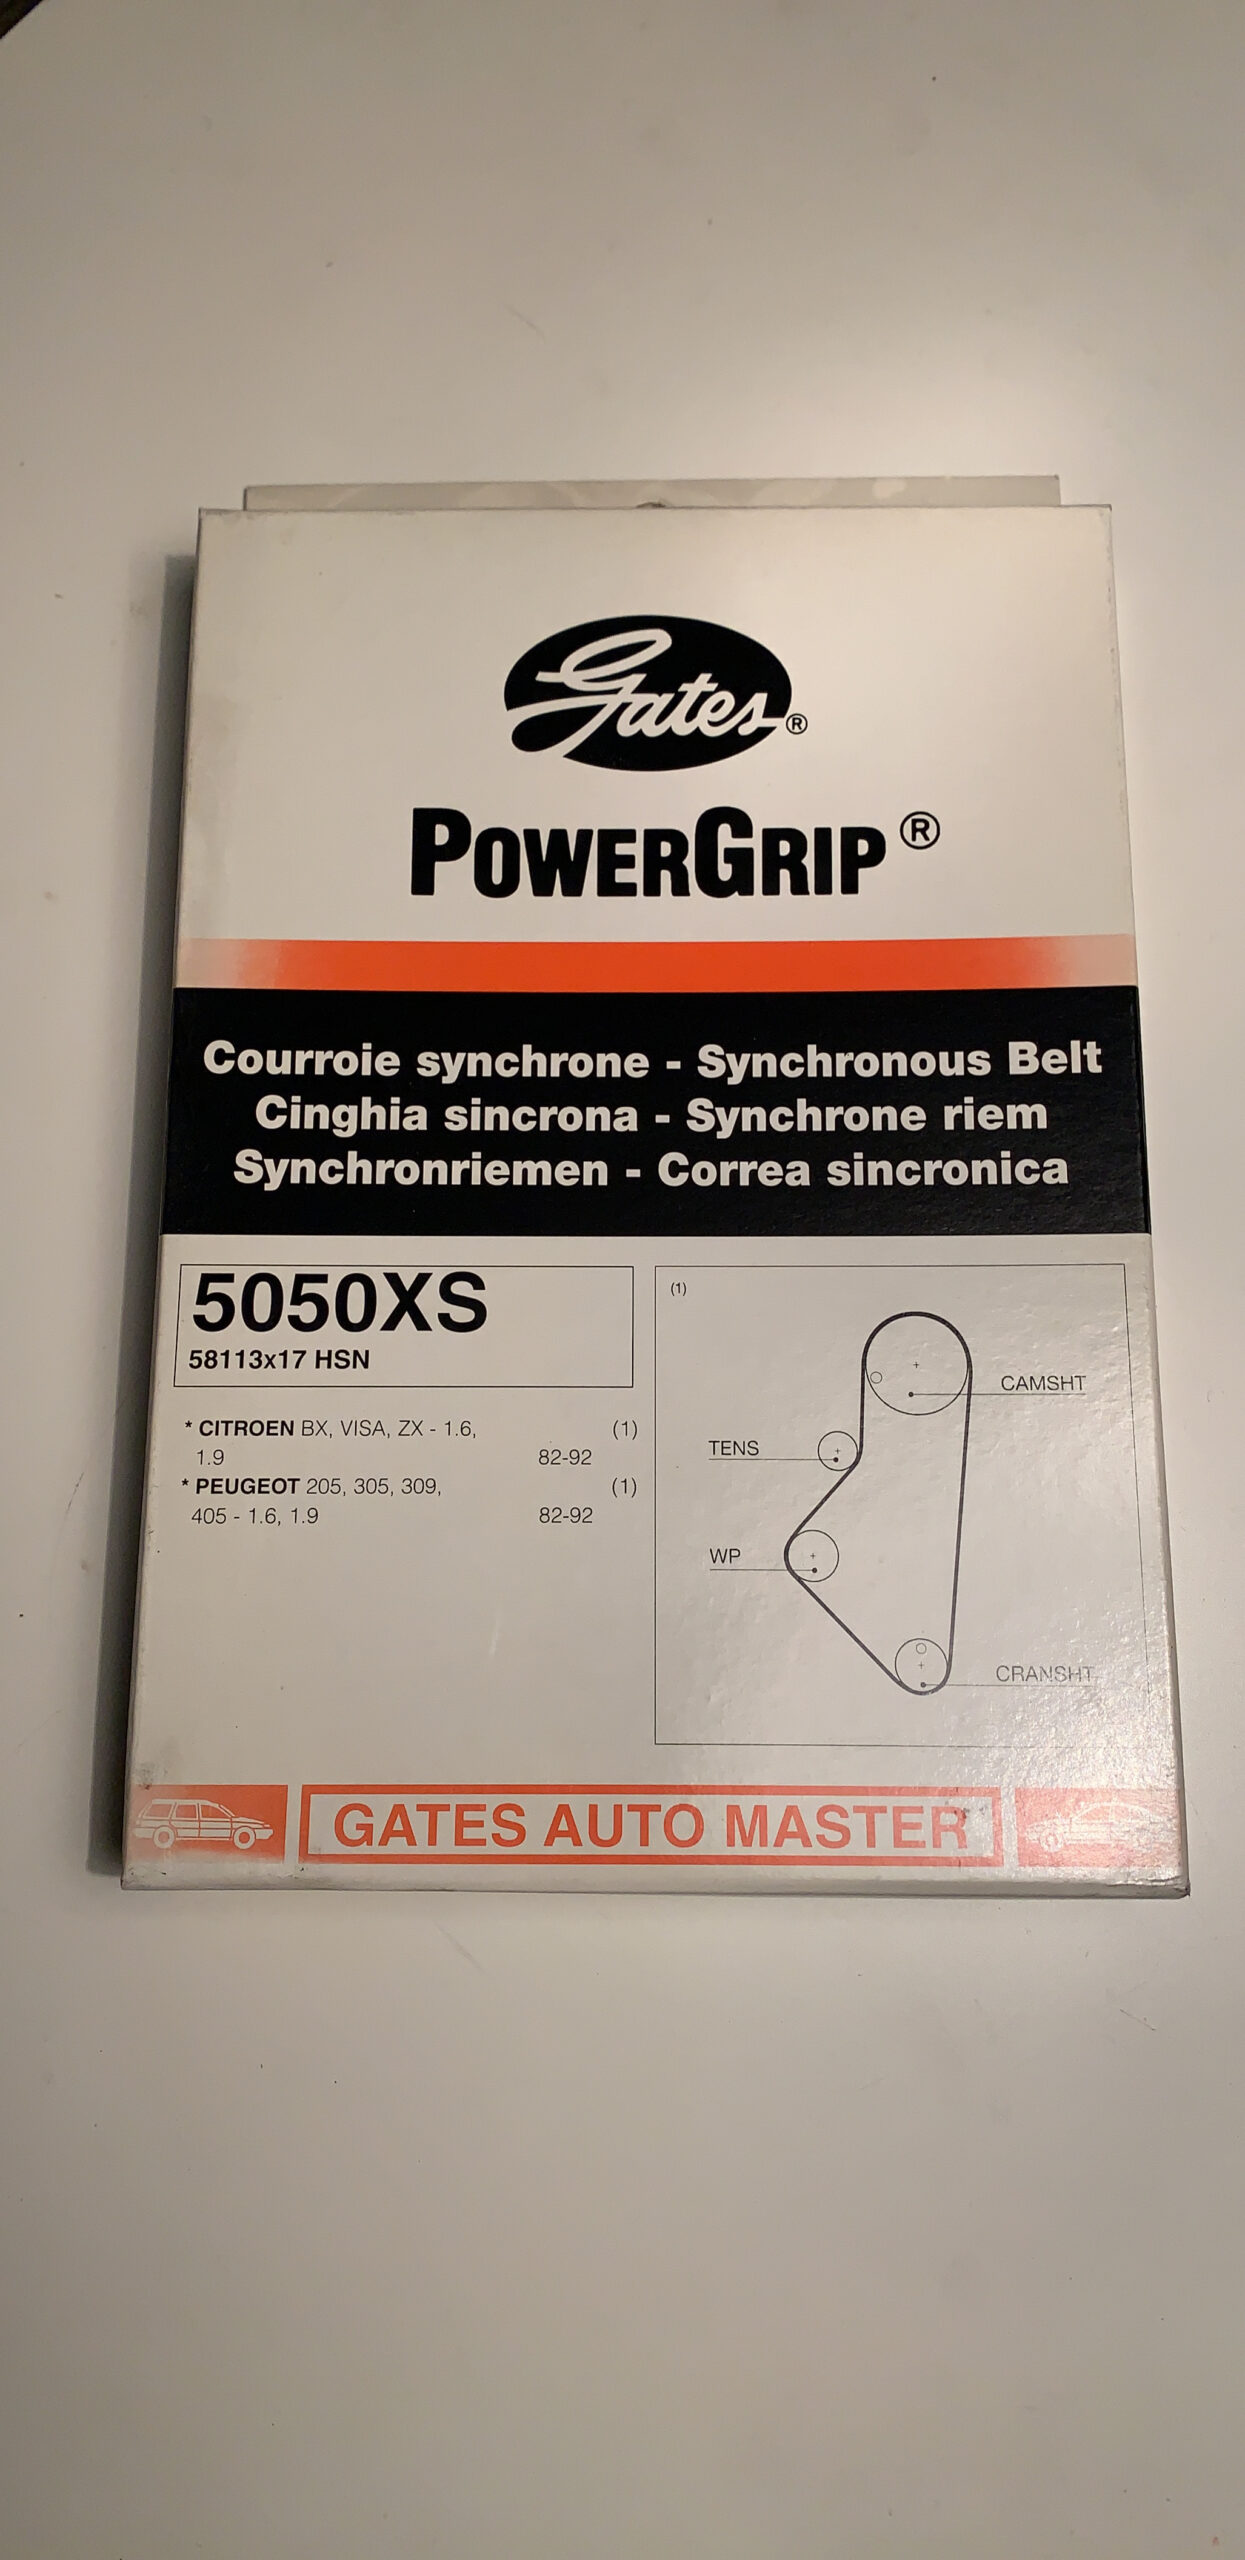 Gates®
POWERGRIP®
Courroie synchrone - Synchronous Belt
Cinghia sincrona - Synchrone riem
Synchronriemen - Correa sincronica
5050XS
58113x17 HSN
* CITROEN BX, VISA, ZX - 1.6, (1)
1.9 82-92
* PEUGEOT 205, 305, 309, (1)
405 - 1.6, 1.9 82-92
(1)
CAMSHT
TENS
WP
CRANSHT
GATES AUTO MASTER